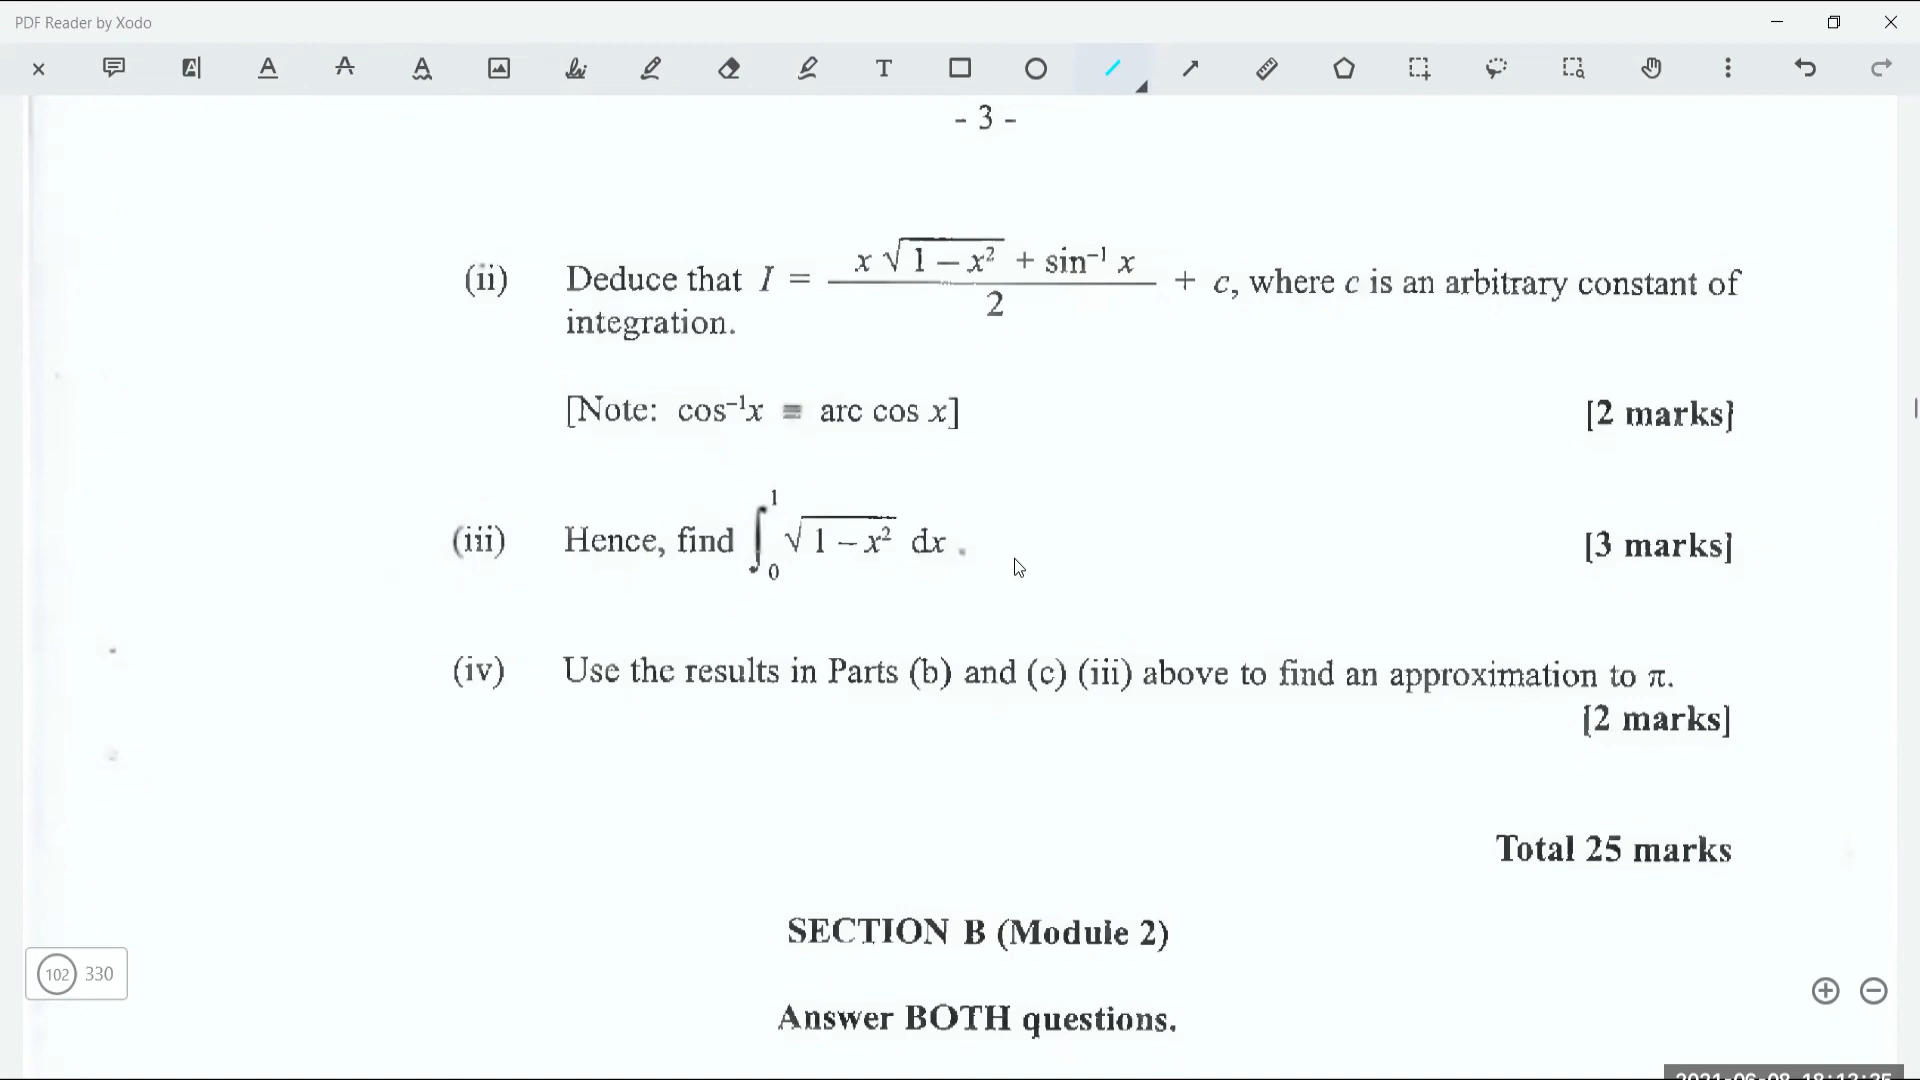 PDF Reader by Xodo
- 3 -
(ii) Deduce that I = \frac{x \sqrt{1 - x^2} + \sin^{-1} x}{2} + c, where c is an arbitrary constant of
integration.
[Note: cos⁻¹x ≡ arc cos x] [2 marks]
(iii) Hence, find ∫₀¹ √(1 – x²) dx . [3 marks]
(iv) Use the results in Parts (b) and (c) (iii) above to find an approximation to π.
[2 marks]
Total 25 marks
SECTION B (Module 2)
102 330
Answer BOTH questions.